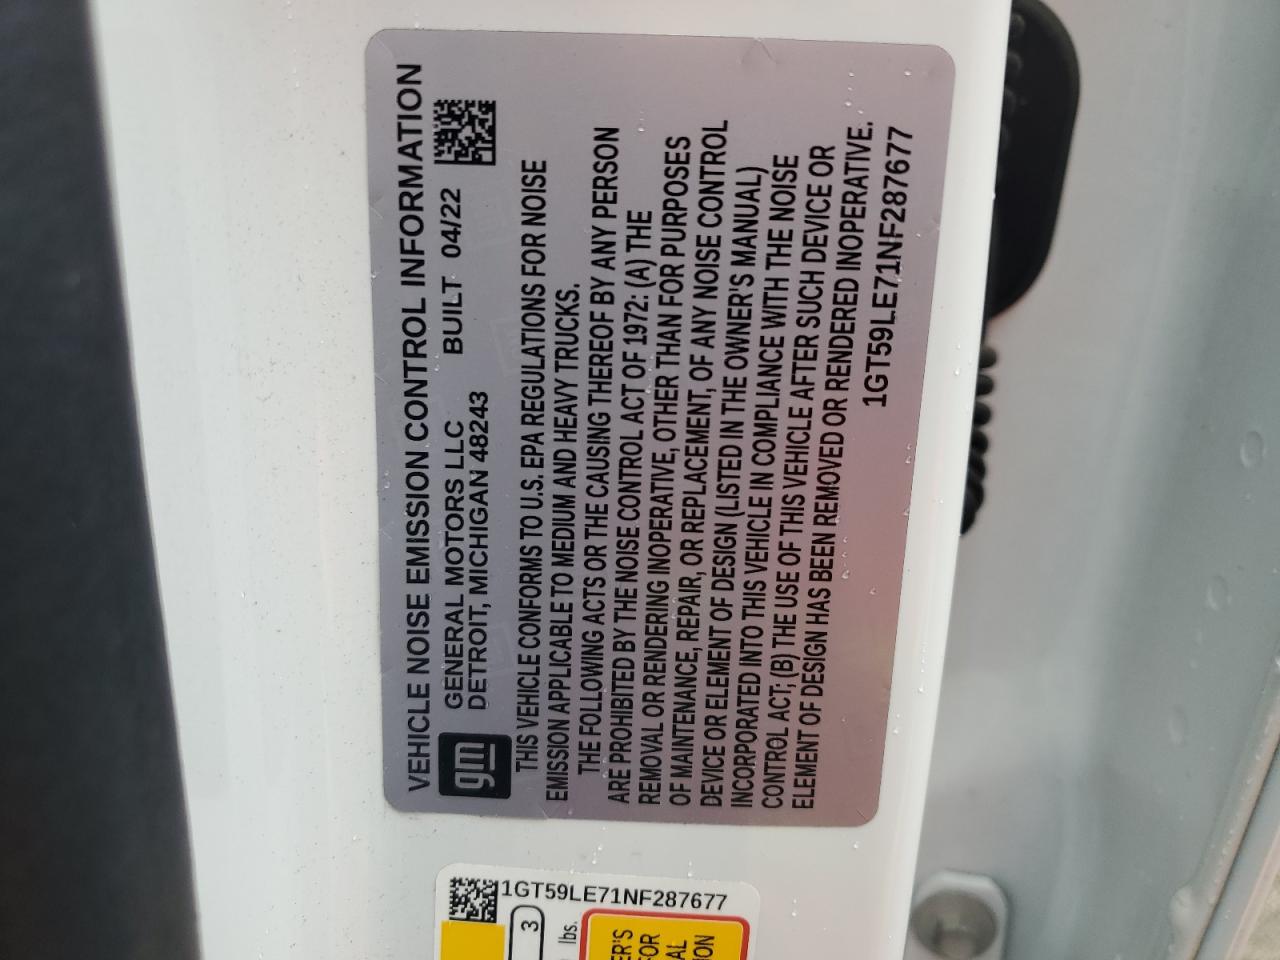 VEHICLE NOISE EMISSION CONTROL INFORMATION
gm
GENERAL MOTORS LLC BUILT 04/22
DETROIT, MICHIGAN 48243
THIS VEHICLE CONFORMS TO U.S. EPA REGULATIONS FOR NOISE
EMISSION APPLICABLE TO MEDIUM AND HEAVY TRUCKS.
THE FOLLOWING ACTS OR THE CAUSING THEREOF BY ANY PERSON
ARE PROHIBITED BY THE NOISE CONTROL ACT OF 1972: (A) THE
REMOVAL OR RENDERING INOPERATIVE, OTHER THAN FOR PURPOSES
OF MAINTENANCE, REPAIR, OR REPLACEMENT, OF ANY NOISE CONTROL
DEVICE OR ELEMENT OF DESIGN (LISTED IN THE OWNER'S MANUAL)
INCORPORATED INTO THIS VEHICLE IN COMPLIANCE WITH THE NOISE
CONTROL ACT; (B) THE USE OF THIS VEHICLE AFTER SUCH DEVICE OR
ELEMENT OF DESIGN HAS BEEN REMOVED OR RENDERED INOPERATIVE.
1GT59LE71NF287677
1GT59LE71NF287677
3
lbs.
ER'S
FOR
AL
ION